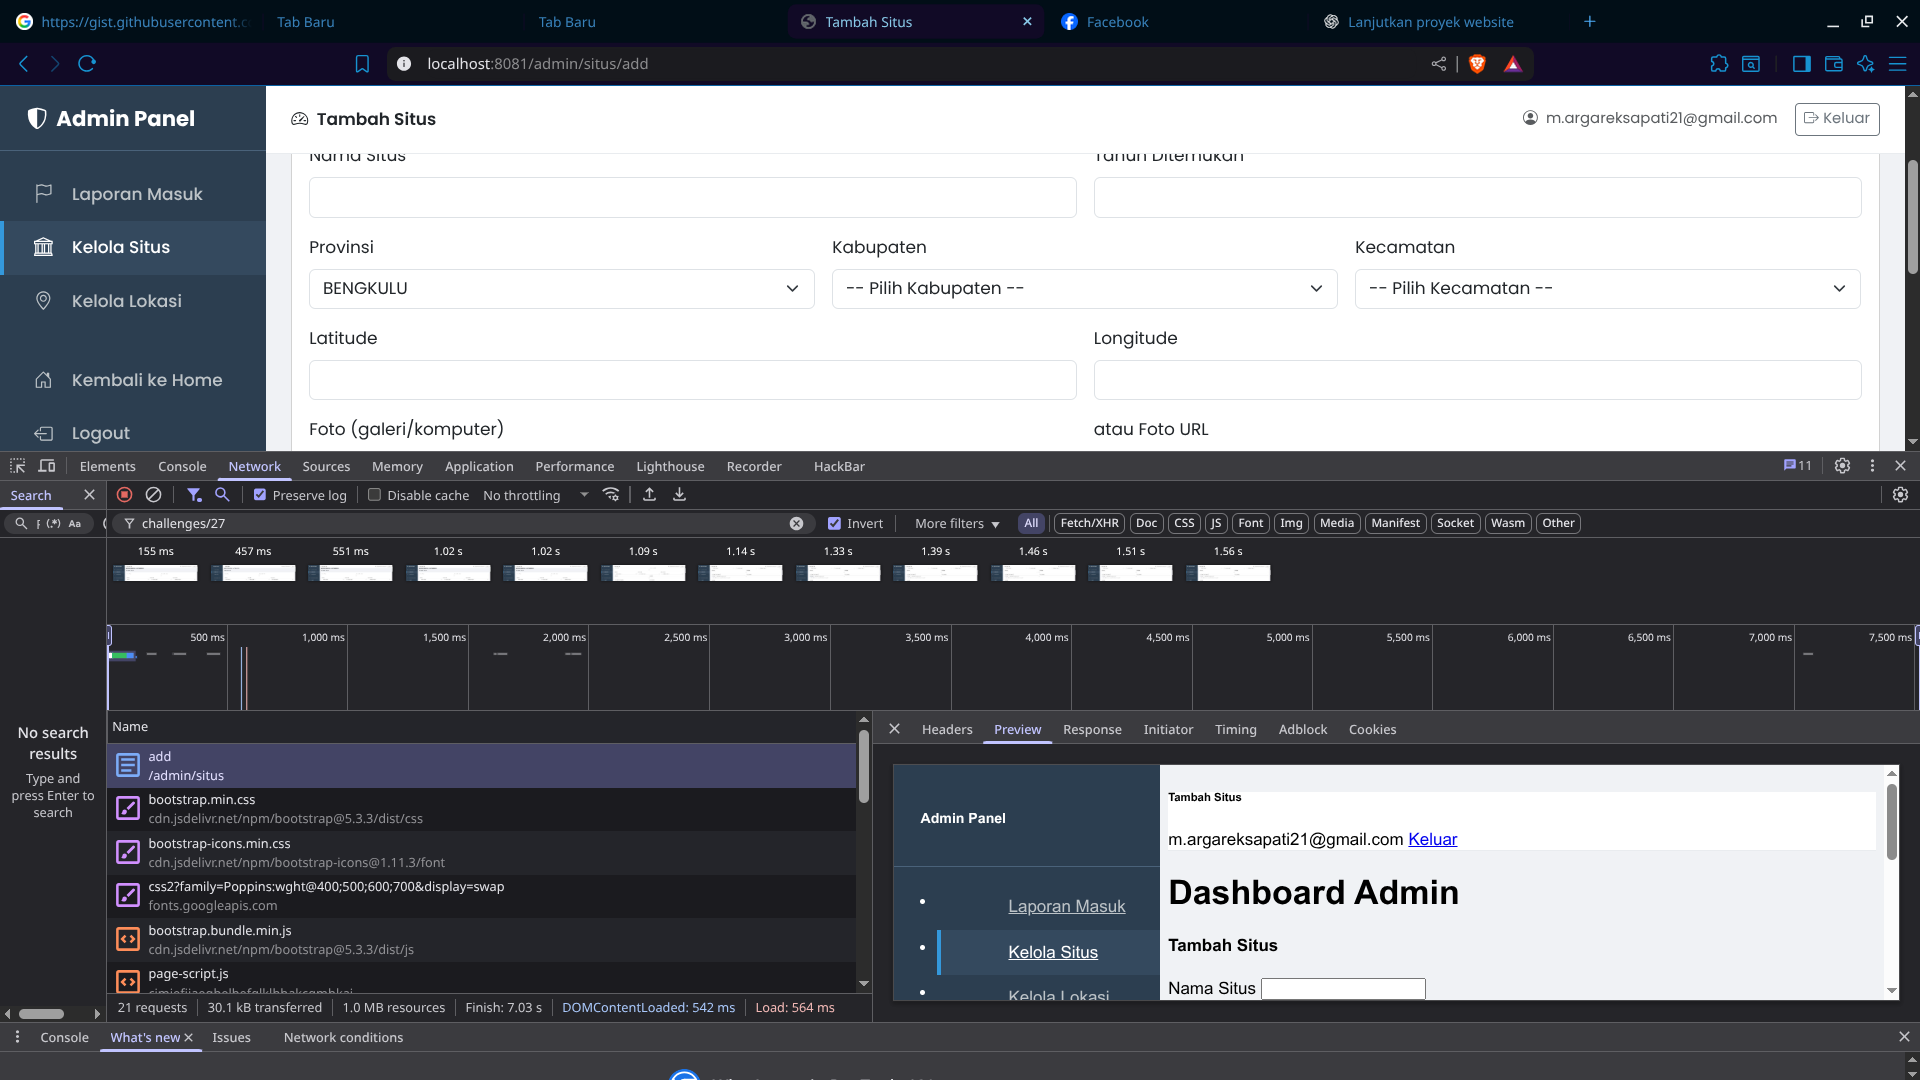 https://gist.githubusercontent.c
Tab Baru
Tab Baru
Tambah Situs
Facebook
Lanjutkan proyek website
localhost:8081/admin/situs/add
Admin Panel
Tambah Situs
m.argareksapati21@gmail.com
Keluar
Laporan Masuk
Kelola Situs
Kelola Lokasi
Kembali ke Home
Logout
Nama Situs
Tahun Ditemukan
Provinsi
Kabupaten
Kecamatan
BENGKULU
-- Pilih Kabupaten --
-- Pilih Kecamatan --
Latitude
Longitude
Foto (galeri/komputer)
atau Foto URL
Elements
Console
Network
Sources
Memory
Application
Performance
Lighthouse
Recorder
HackBar
11
Search
Preserve log
Disable cache
No throttling
(.*) Aa
challenges/27
Invert
More filters
All
Fetch/XHR
Doc
CSS
JS
Font
Img
Media
Manifest
Socket
Wasm
Other
155 ms
457 ms
551 ms
1.02 s
1.02 s
1.09 s
1.14 s
1.33 s
1.39 s
1.46 s
1.51 s
1.56 s
500 ms
1,000 ms
1,500 ms
2,000 ms
2,500 ms
3,000 ms
3,500 ms
4,000 ms
4,500 ms
5,000 ms
5,500 ms
6,000 ms
6,500 ms
7,000 ms
7,500 ms
No search
results
Type and
press Enter to
search
Name
add
/admin/situs
bootstrap.min.css
cdn.jsdelivr.net/npm/bootstrap@5.3.3/dist/css
bootstrap-icons.min.css
cdn.jsdelivr.net/npm/bootstrap-icons@1.11.3/font
css2?family=Poppins:wght@400;500;600;700&display=swap
fonts.googleapis.com
bootstrap.bundle.min.js
cdn.jsdelivr.net/npm/bootstrap@5.3.3/dist/js
page-script.js
21 requests
30.1 kB transferred
1.0 MB resources
Finish: 7.03 s
DOMContentLoaded: 542 ms
Load: 564 ms
Headers
Preview
Response
Initiator
Timing
Adblock
Cookies
Admin Panel
Laporan Masuk
Kelola Situs
Kelola Lokasi
Tambah Situs
m.argareksapati21@gmail.com Keluar
Dashboard Admin
Tambah Situs
Nama Situs
Console
What's new
Issues
Network conditions